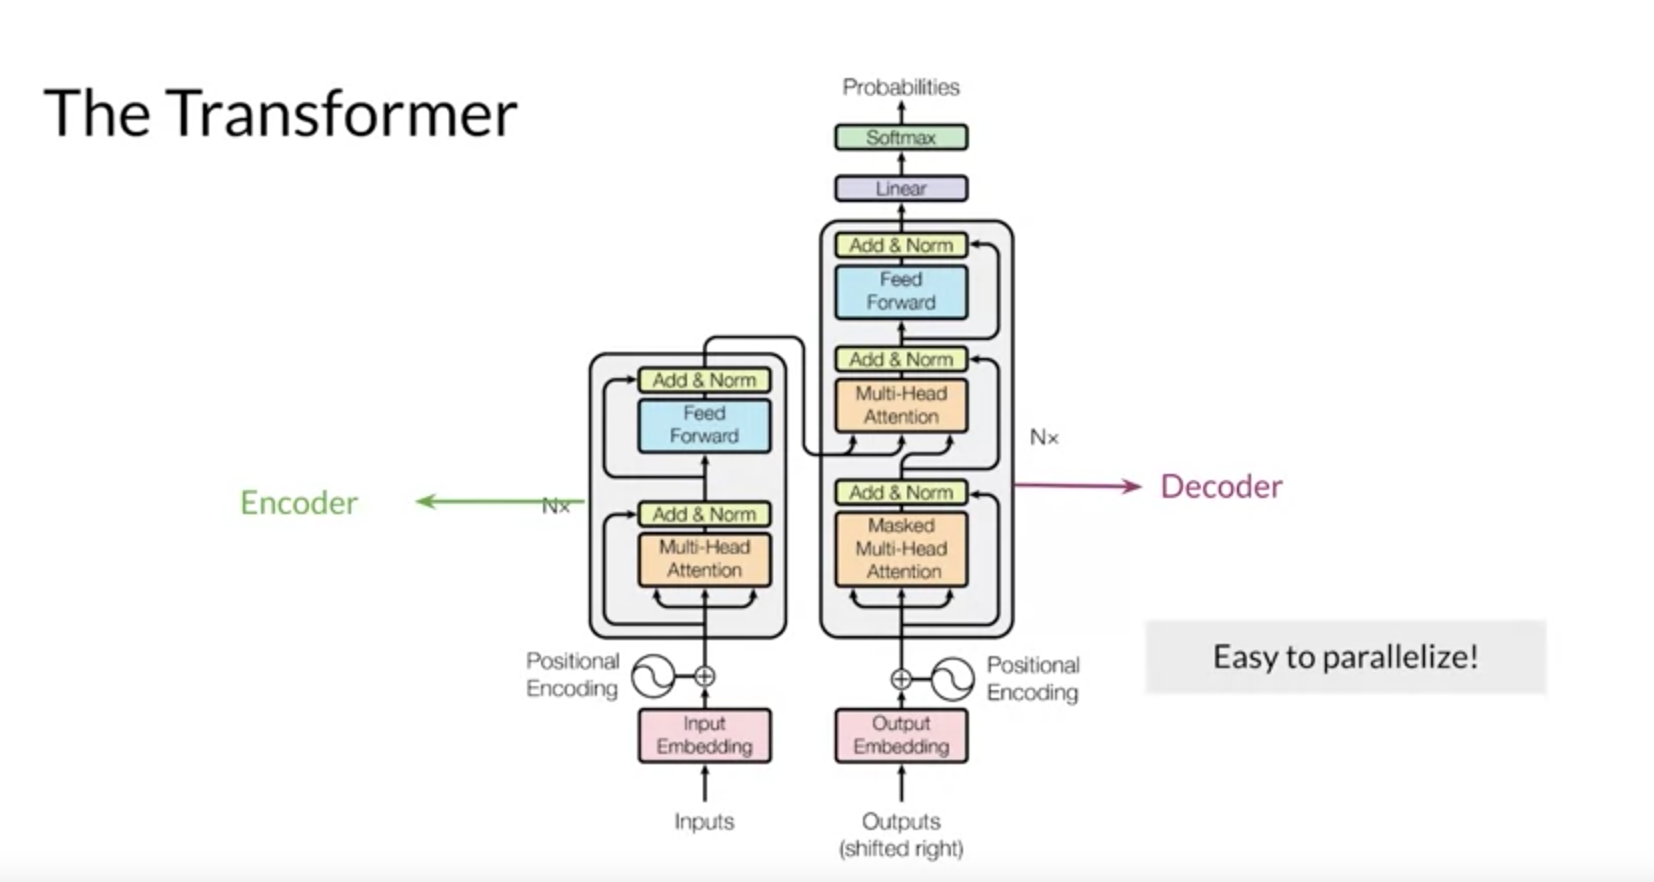 The Transformer
Probabilities
Softmax
Linear
Add & Norm
Feed
Forward
Add & Norm
Multi-Head
Attention
Nx
Add & Norm
Masked
Multi-Head
Attention
Decoder
Add & Norm
Feed
Forward
Encoder
Nx
Add & Norm
Multi-Head
Attention
Positional
Encoding
Positional
Encoding
Input
Embedding
Output
Embedding
Inputs
Outputs
(shifted right)
Easy to parallelize!